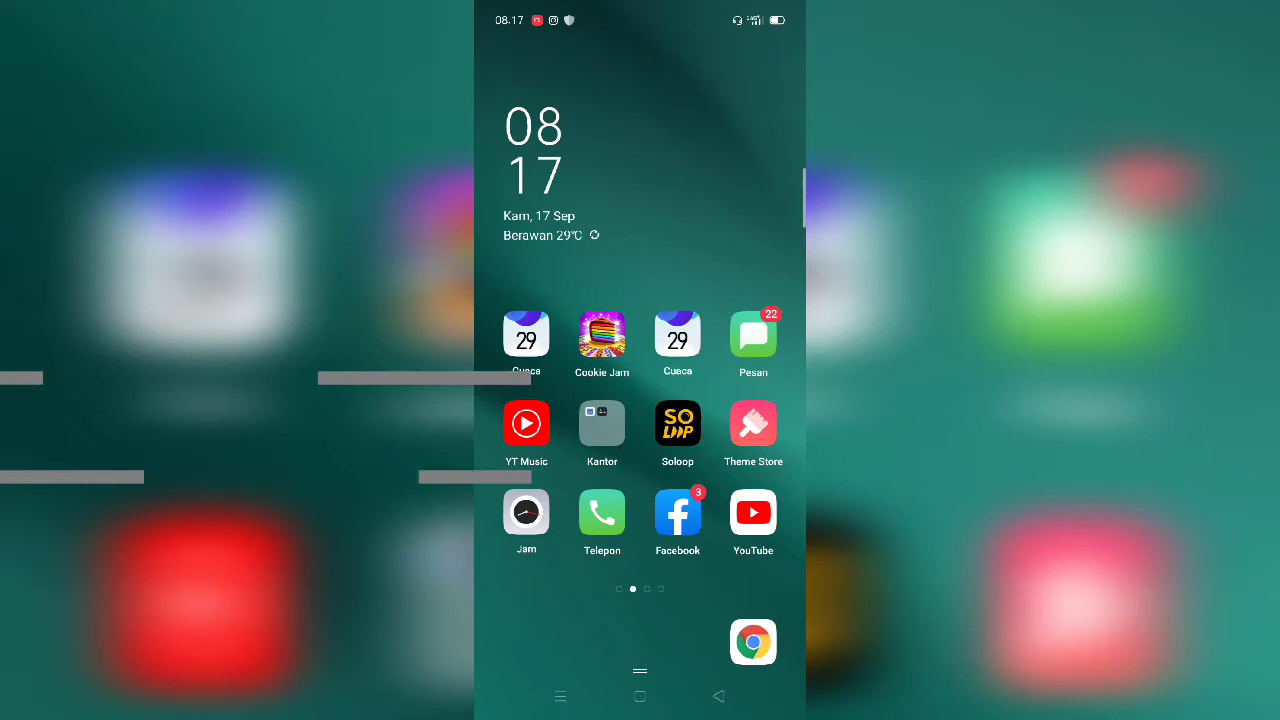 08.17
08
17
Kam, 17 Sep
Berawan 29°C
22
29
29
Cuaca
Cookie Jam
Cuaca
Pesan
SO
LOOP
YT Music
Kantor
Soloop
Theme Store
3
Jam
Telepon
Facebook
YouTube